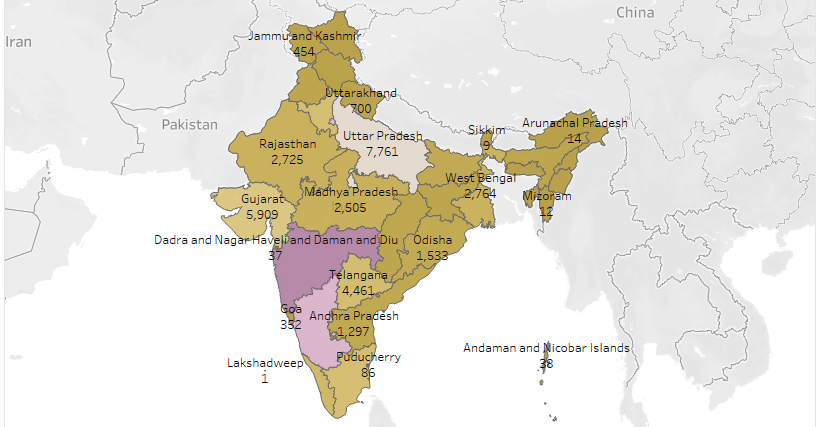 China
Iran
Jammu and Kashmir
454
Uttarakhand
700
Pakistan
Sikkim
9
Arunachal Pradesh
14
Uttar Pradesh
7,761
Rajasthan
2,725
West Bengal
2,764
Madhya Pradesh
2,505
Gujarat
5,909
Mizoram
12
Dadra and Nagar Haveli and Daman and Diu
37
Odisha
1,533
Telangana
4,461
Goa
352
Andhra Pradesh
1,297
Andaman and Nicobar Islands
38
Puducherry
86
Lakshadweep
1